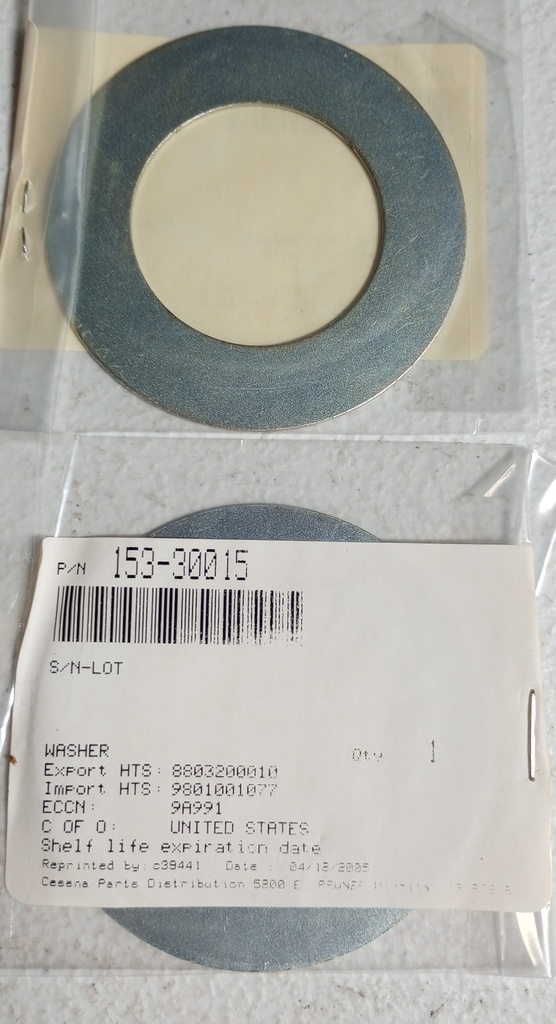 P/N 153-30015
S/N-LOT
WASHER Qty 1
Export HTS: 8803200010
Import HTS: 9801001077
ECCN: 9A991
C OF O: UNITED STATES
Shelf life expiration date
Reprinted by: c39441 Date : 04/18/2005
Cessna Parts Distribution 5800 E